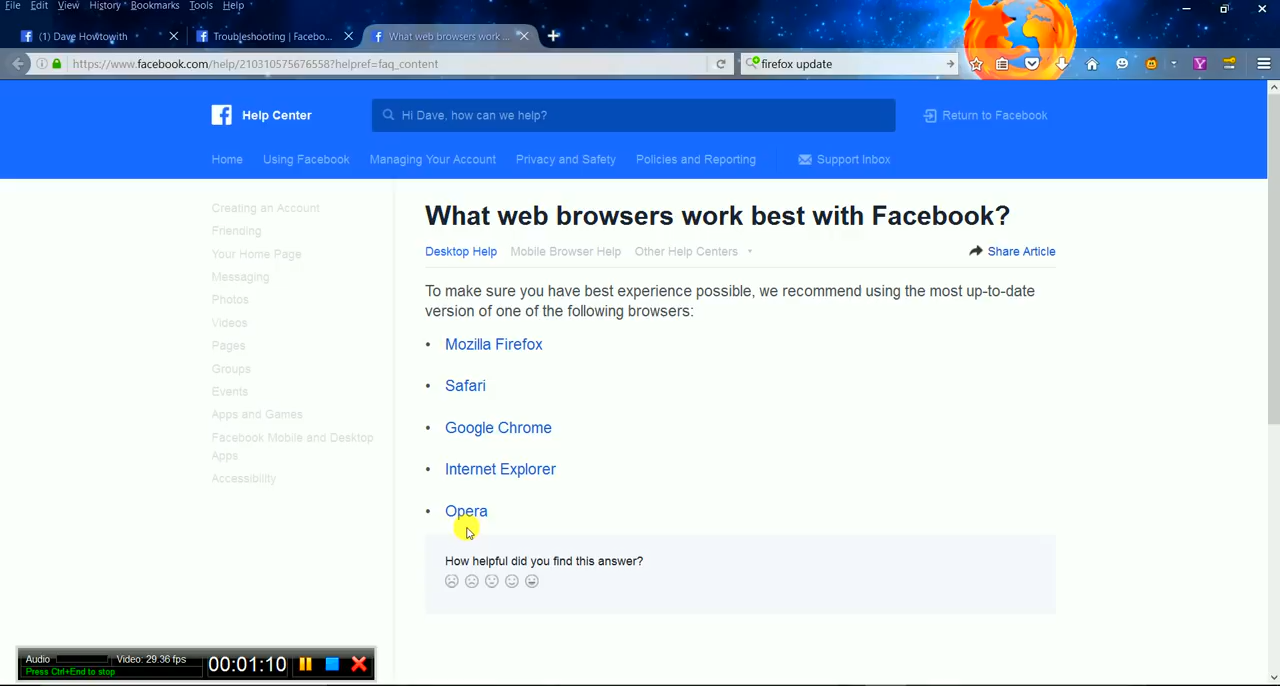 File Edit View History Bookmarks Tools Help
(1) Dave Howtowith
Troubleshooting | Facebo...
What web browsers work ...
https://www.facebook.com/help/210310575676558?helpref=faq_content
firefox update
Help Center
Hi Dave, how can we help?
Return to Facebook
Home Using Facebook Managing Your Account Privacy and Safety Policies and Reporting Support Inbox
Creating an Account
Friending
Your Home Page
Messaging
Photos
Videos
Pages
Groups
Events
Apps and Games
Facebook Mobile and Desktop
Apps
Accessibility
What web browsers work best with Facebook?
Desktop Help Mobile Browser Help Other Help Centers
Share Article
To make sure you have best experience possible, we recommend using the most up-to-date
version of one of the following browsers:
• Mozilla Firefox
• Safari
• Google Chrome
• Internet Explorer
• Opera
How helpful did you find this answer?
Audio Video: 29.36 fps
Press Ctrl+End to stop
00:01:10